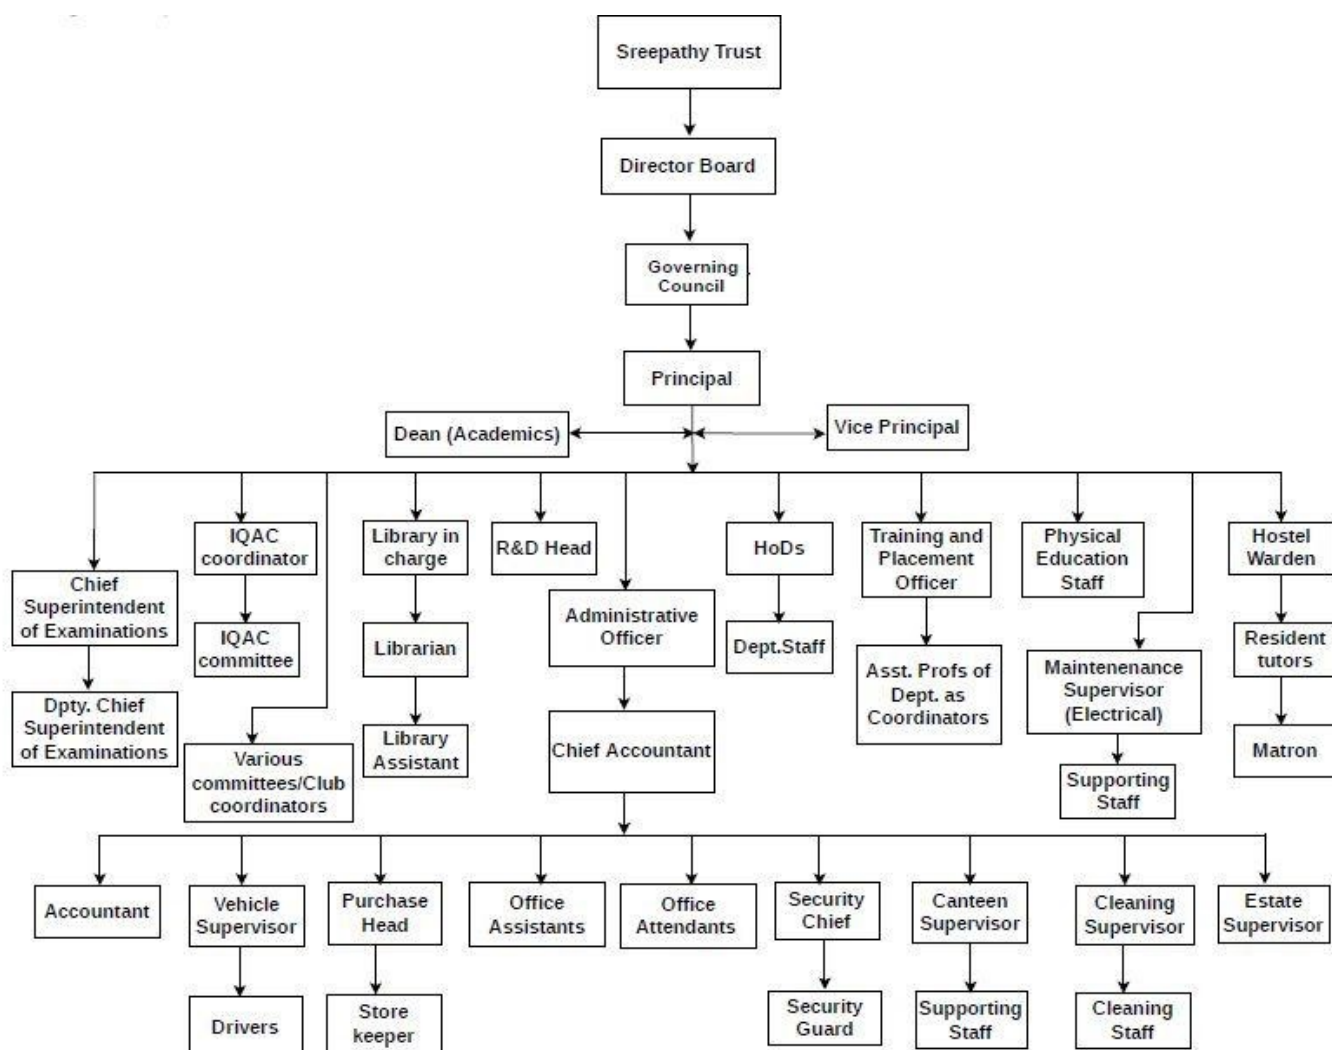 Sreepathy Trust
Director Board
Governing
Council
Principal
Dean (Academics)
Vice Principal
Chief
Superintendent
of Examinations
IQAC
coordinator
Library in
charge
R&D Head
Administrative
Officer
HoDs
Training and
Placement
Officer
Physical
Education
Staff
Hostel
Warden
IQAC
committee
Librarian
Dept.Staff
Asst. Profs of
Dept. as
Coordinators
Maintenenance
Supervisor
(Electrical)
Resident
tutors
Dpty. Chief
Superintendent
of Examinations
Various
committees/Club
coordinators
Library
Assistant
Chief Accountant
Supporting
Staff
Matron
Accountant
Vehicle
Supervisor
Purchase
Head
Office
Assistants
Office
Attendants
Security
Chief
Canteen
Supervisor
Cleaning
Supervisor
Estate
Supervisor
Drivers
Store
keeper
Security
Guard
Supporting
Staff
Cleaning
Staff